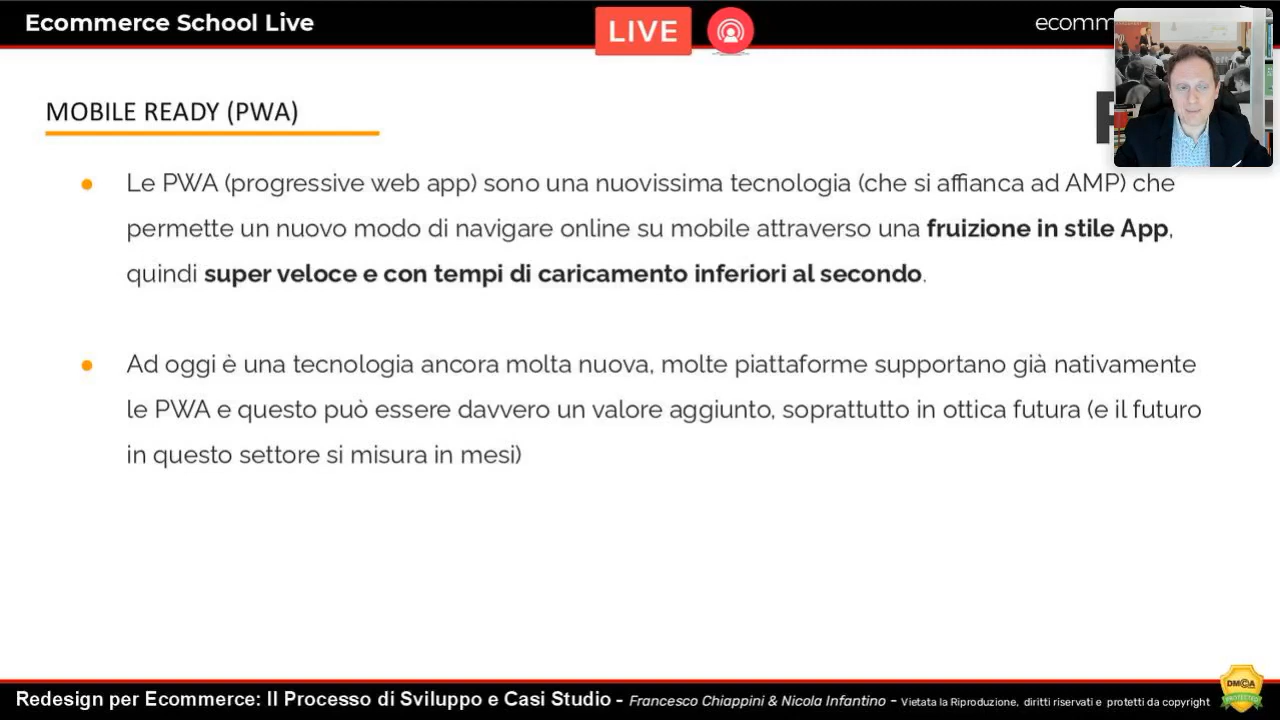 Ecommerce School Live
LIVE
ecomm
MOBILE READY (PWA)
Le PWA (progressive web app) sono una nuovissima tecnologia (che si affianca ad AMP) che
permette un nuovo modo di navigare online su mobile attraverso una fruizione in stile App,
quindi super veloce e con tempi di caricamento inferiori al secondo.
Ad oggi è una tecnologia ancora molta nuova, molte piattaforme supportano già nativamente
le PWA e questo può essere davvero un valore aggiunto, soprattutto in ottica futura (e il futuro
in questo settore si misura in mesi)
Redesign per Ecommerce: Il Processo di Sviluppo e Casi Studio - Francesco Chiappini & Nicola Infantino - Vietata la Riproduzione, diritti riservati e protetti da copyright
DMCA
PROTECTED